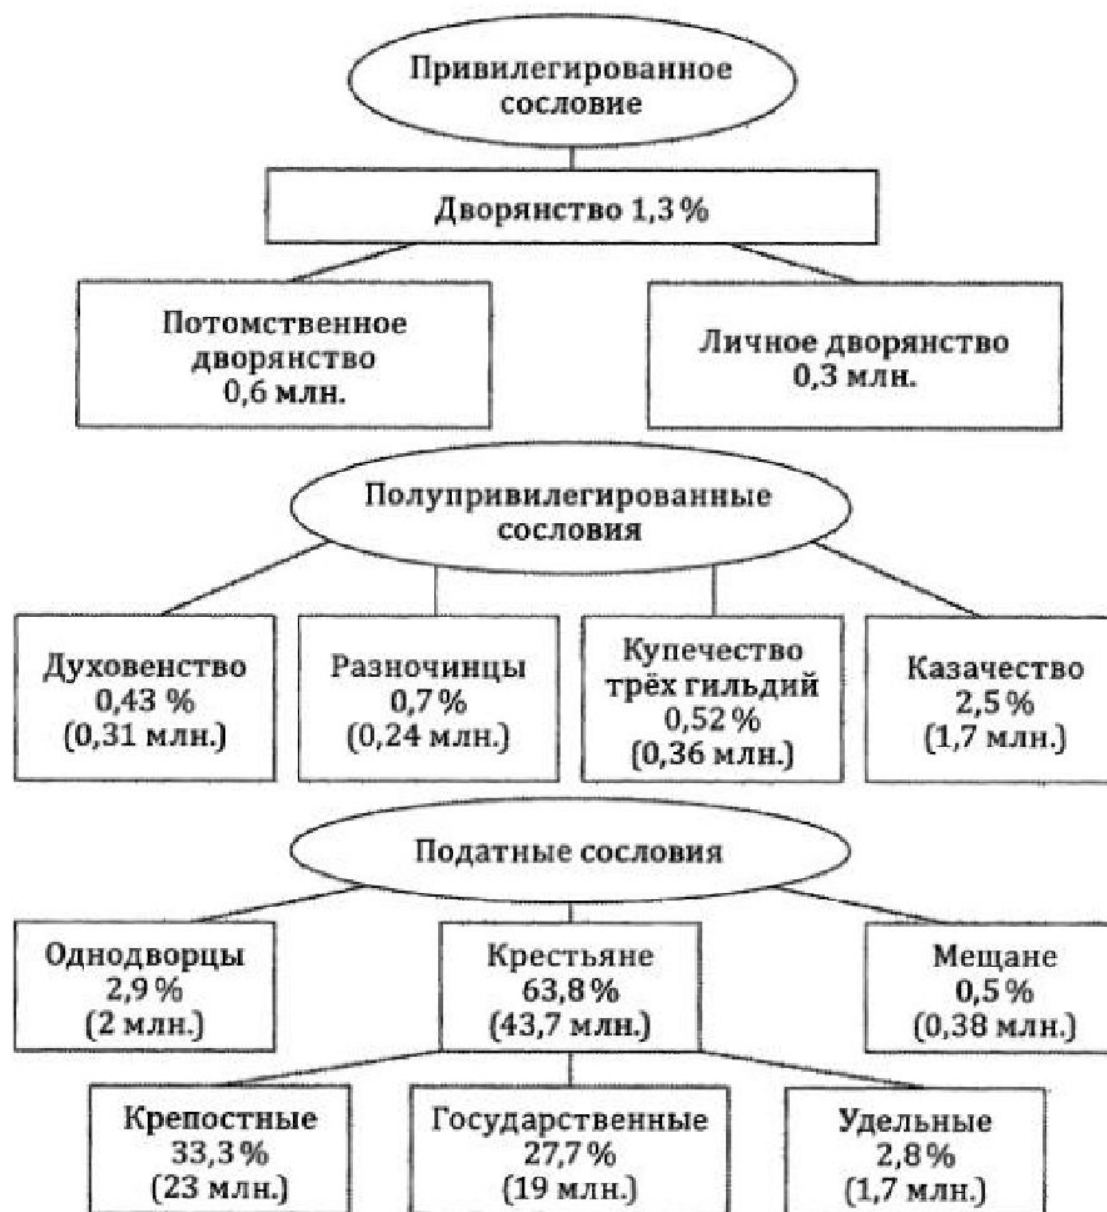 Привилегированное
сословие
Дворянство 1,3 %
Потомственное
дворянство
0,6 млн.
Личное дворянство
0,3 млн.
Полупривилегированные
сословия
Духовенство
0,43 %
(0,31 млн.)
Разночинцы
0,7 %
(0,24 млн.)
Купечество
трёх гильдий
0,52 %
(0,36 млн.)
Казачество
2,5 %
(1,7 млн.)
Податные сословия
Однодворцы
2,9 %
(2 млн.)
Крестьяне
63,8 %
(43,7 млн.)
Мещане
0,5 %
(0,38 млн.)
Крепостные
33,3 %
(23 млн.)
Государственные
27,7 %
(19 млн.)
Удельные
2,8 %
(1,7 млн.)